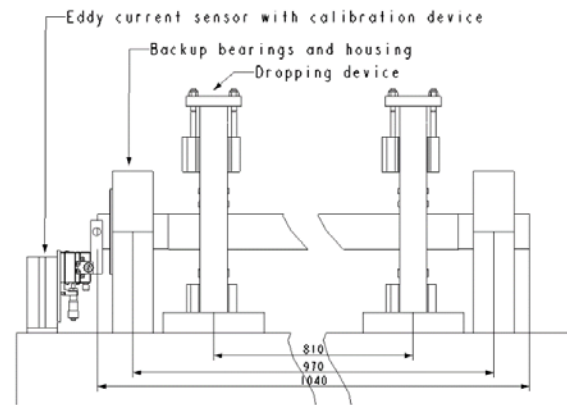 Eddy current sensor with calibration device
Backup bearings and housing
Dropping device
810
970
1040